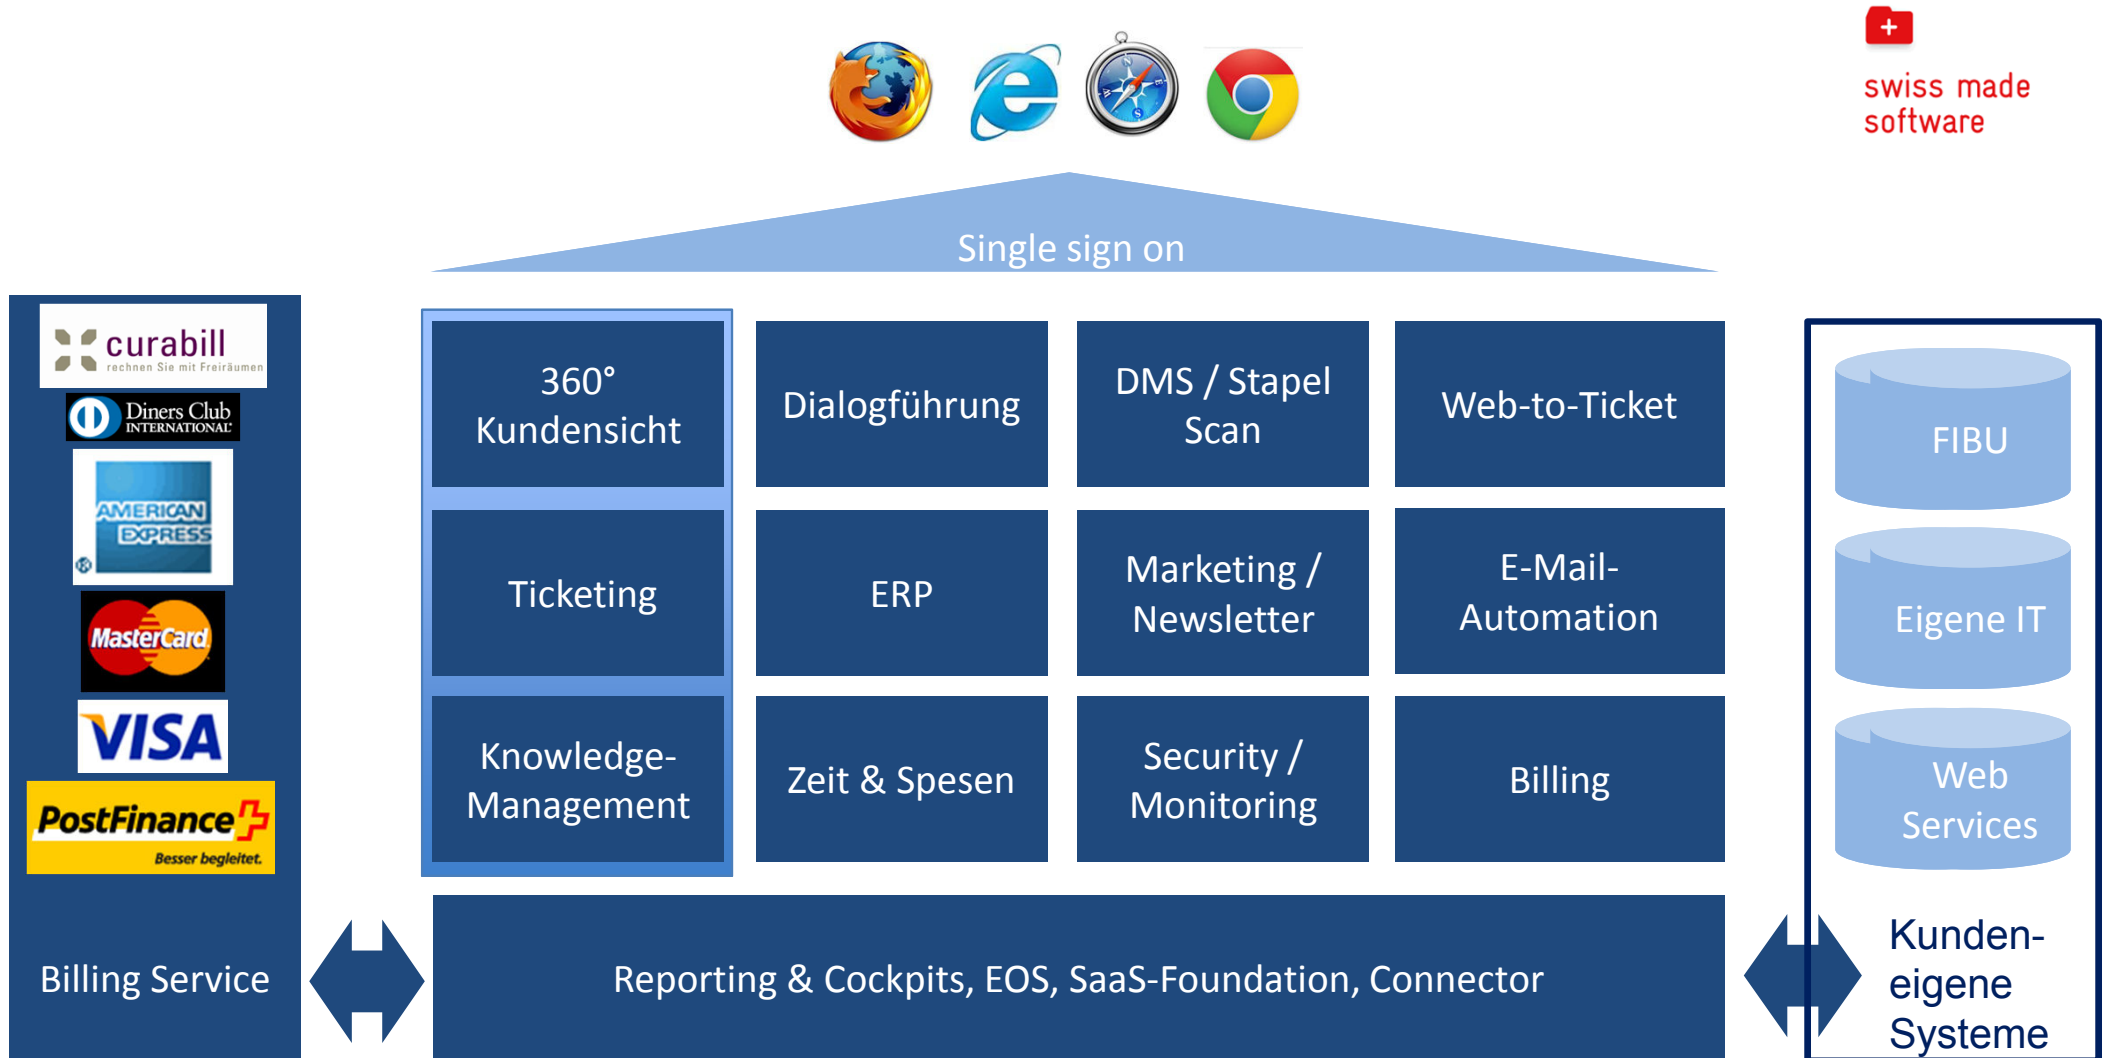 swiss made
software
Single sign on
curabill
rechnen Sie mit Freiräumen
Diners Club
INTERNATIONAL®
AMERICAN
EXPRESS
®
MasterCard
VISA
PostFinance
Besser begleitet.
Billing Service
360°
Kundensicht
Dialogführung
DMS / Stapel
Scan
Web-to-Ticket
Ticketing
ERP
Marketing /
Newsletter
E-Mail-
Automation
Knowledge-
Management
Zeit & Spesen
Security /
Monitoring
Billing
Reporting & Cockpits, EOS, SaaS-Foundation, Connector
FIBU
Eigene IT
Web
Services
Kunden-
eigene
Systeme